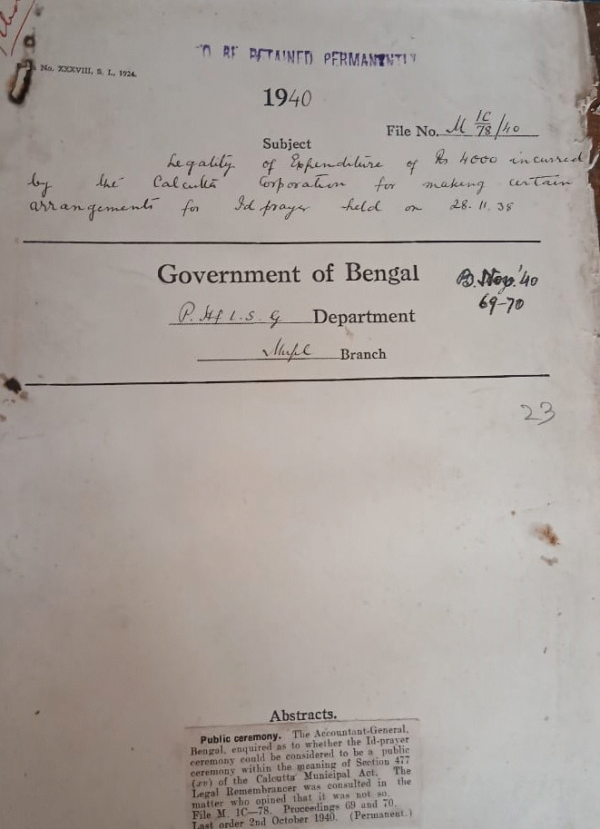 TO BE RETAINED PERMANENTLY
No. XXXVIII, B. L., 1924.
1940
File No. M 1C/78/40
Subject
Legality of Expenditure of Rs 4000 incurred
by the Calcutta Corporation for making certain
arrangements for Id prayer held on 28.11.38
Government of Bengal
B. Nov.' 40
69-70
P. H & L. S. G Department
Branch
23
Abstracts.
Public ceremony. The Accountant-General,
Bengal, enquired as to whether the Id-prayer
ceremony could be considered to be a public
ceremony within the meaning of Section 477
(xv) of the Calcutta Municipal Act. The
Legal Remembrancer was consulted in the
matter who opined that it was not so.
File M. 1C—78. Proceedings 69 and 70.
Last order 2nd October 1940. (Permanent.)